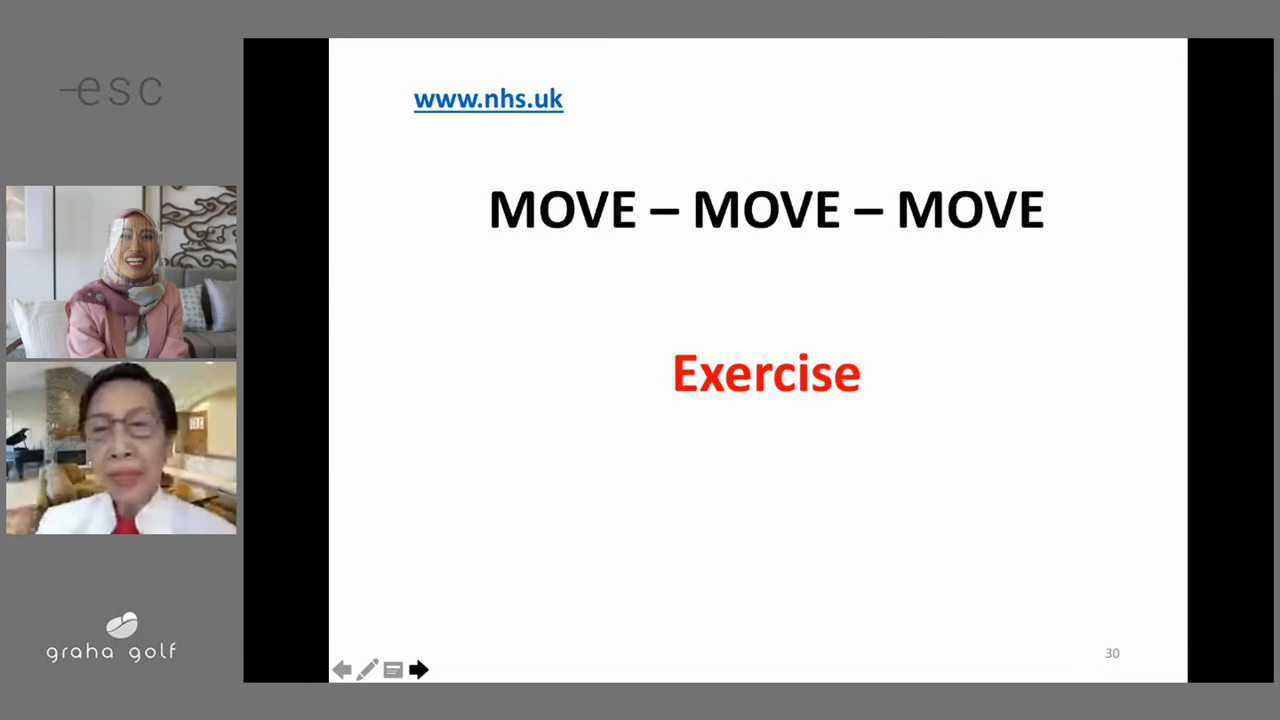 esc
www.nhs.uk
MOVE – MOVE – MOVE
Exercise
graha golf
30